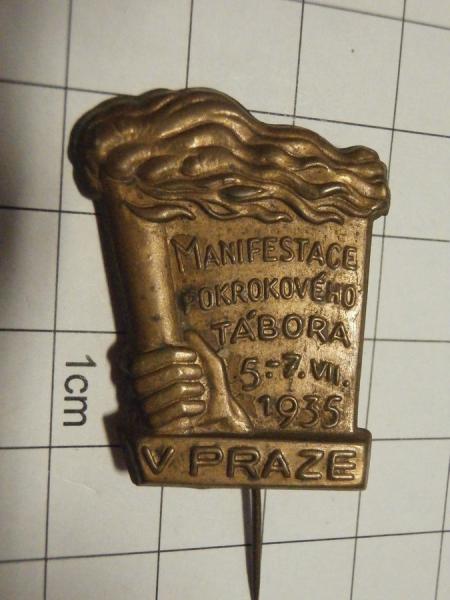 MANIFESTACE
POKROKOVÉHO
TÁBORA
5.-7. VII.
1935
V PRAZE
1cm